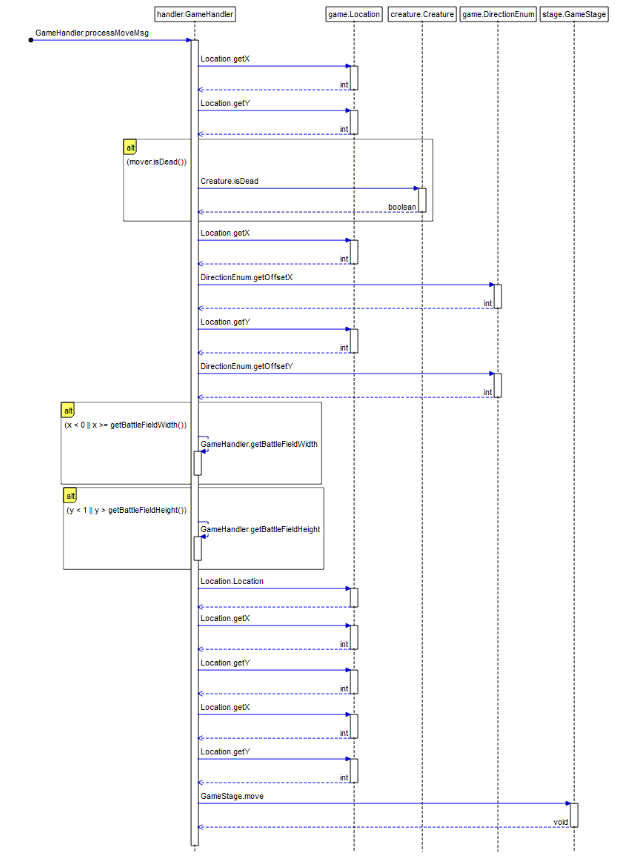 handler.GameHandler game.Location creature.Creature game.DirectionEnum stage.GameStage
GameHandler.processMoveMsg
Location.getX
int
Location.getY
int
alt
(mover.isDead())
Creature.isDead
boolean
Location.getX
int
DirectionEnum.getOffsetX
int
Location.getY
int
DirectionEnum.getOffsetY
int
alt
(x < 0 || x >= getBattleFieldWidth())
GameHandler.getBattleFieldWidth
alt
(y < 1 || y > getBattleFieldHeight())
GameHandler.getBattleFieldHeight
Location.Location
Location.getX
int
Location.getY
int
Location.getX
int
Location.getY
int
GameStage.move
void